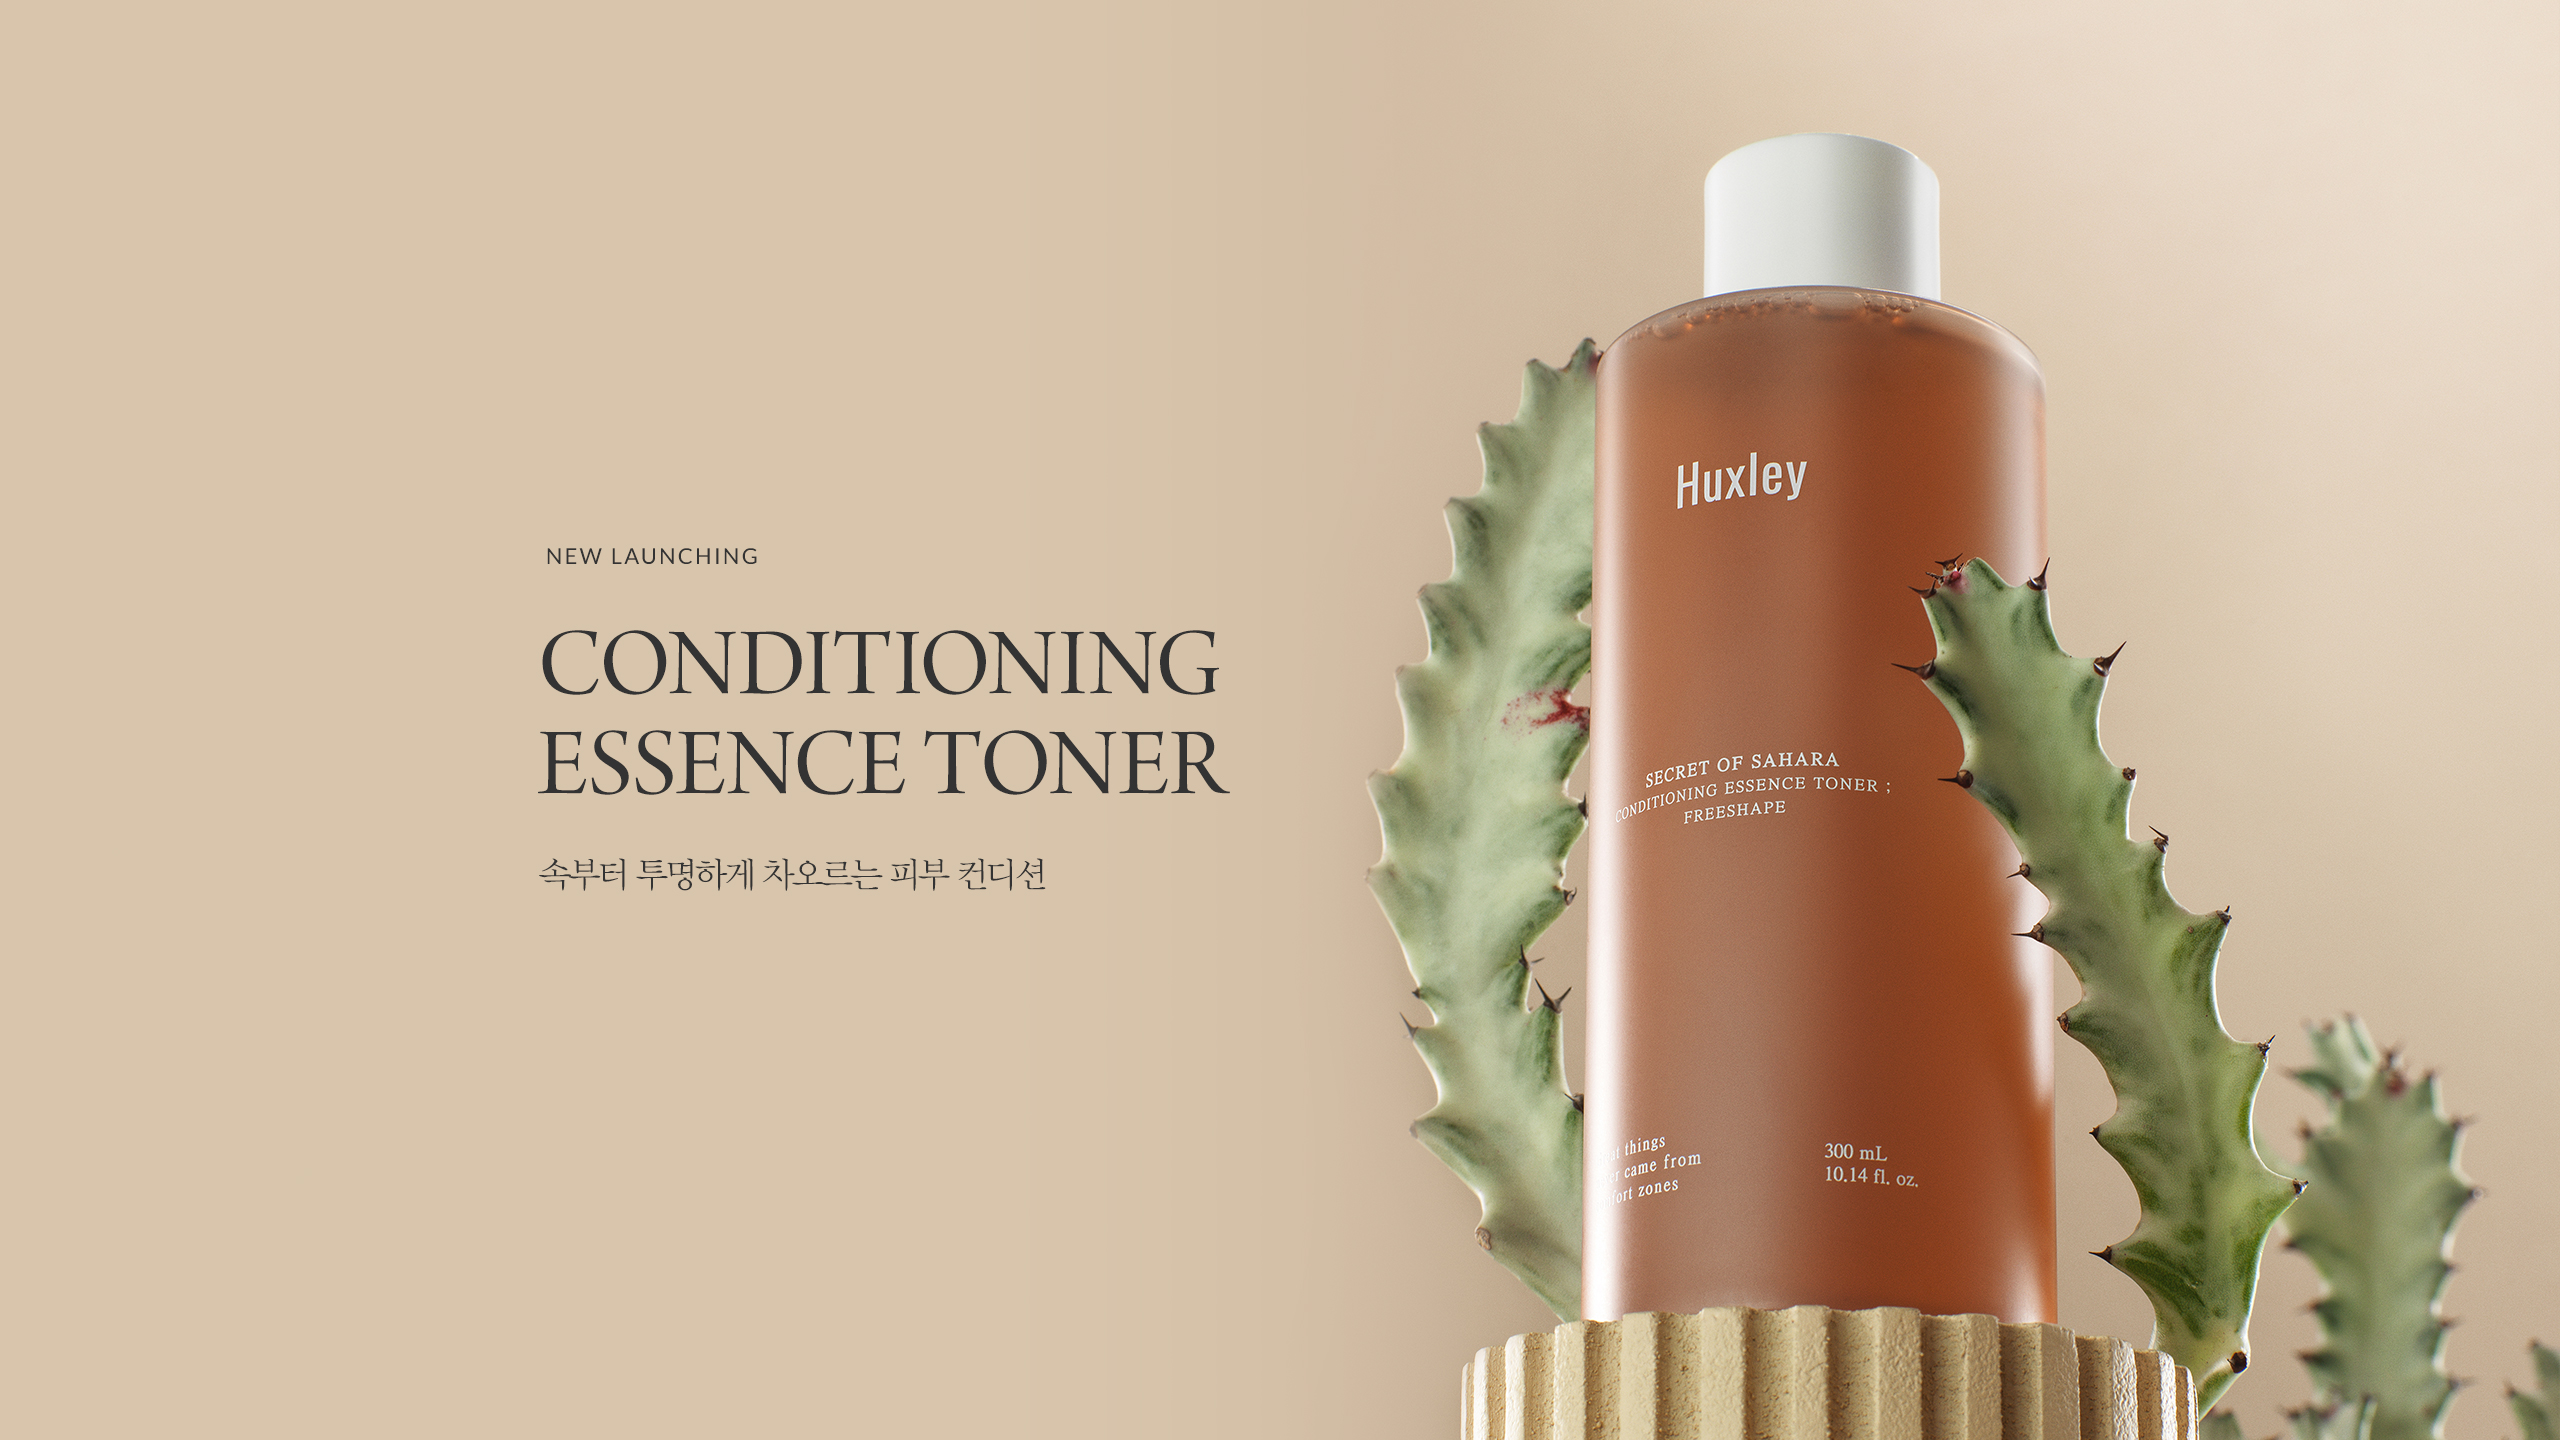 NEW LAUNCHING
CONDITIONING
ESSENCE TONER
속부터 투명하게 차오르는 피부 컨디션
Huxley
SECRET OF SAHARA
CONDITIONING ESSENCE TONER ;
FREESHAPE
things
came from
zones
300 mL
10.14 fl. oz.